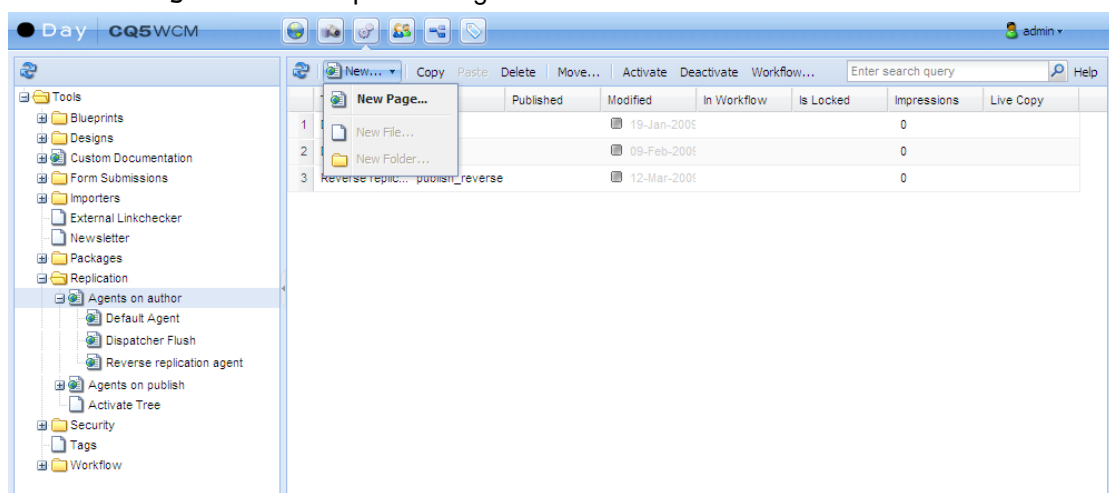 Day CQ5WCM admin
New... Copy Paste Delete Move... Activate Deactivate Workflow... Enter search query Help
Tools
Blueprints
Designs
Custom Documentation
Form Submissions
Importers
External Linkchecker
Newsletter
Packages
Replication
Agents on author
Default Agent
Dispatcher Flush
Reverse replication agent
Agents on publish
Activate Tree
Security
Tags
Workflow
New Page...
New File...
New Folder...
Published Modified In Workflow Is Locked Impressions Live Copy
1 19-Jan-2009 0
2 09-Feb-2009 0
3 Reverse replic... publish_reverse 12-Mar-2009 0